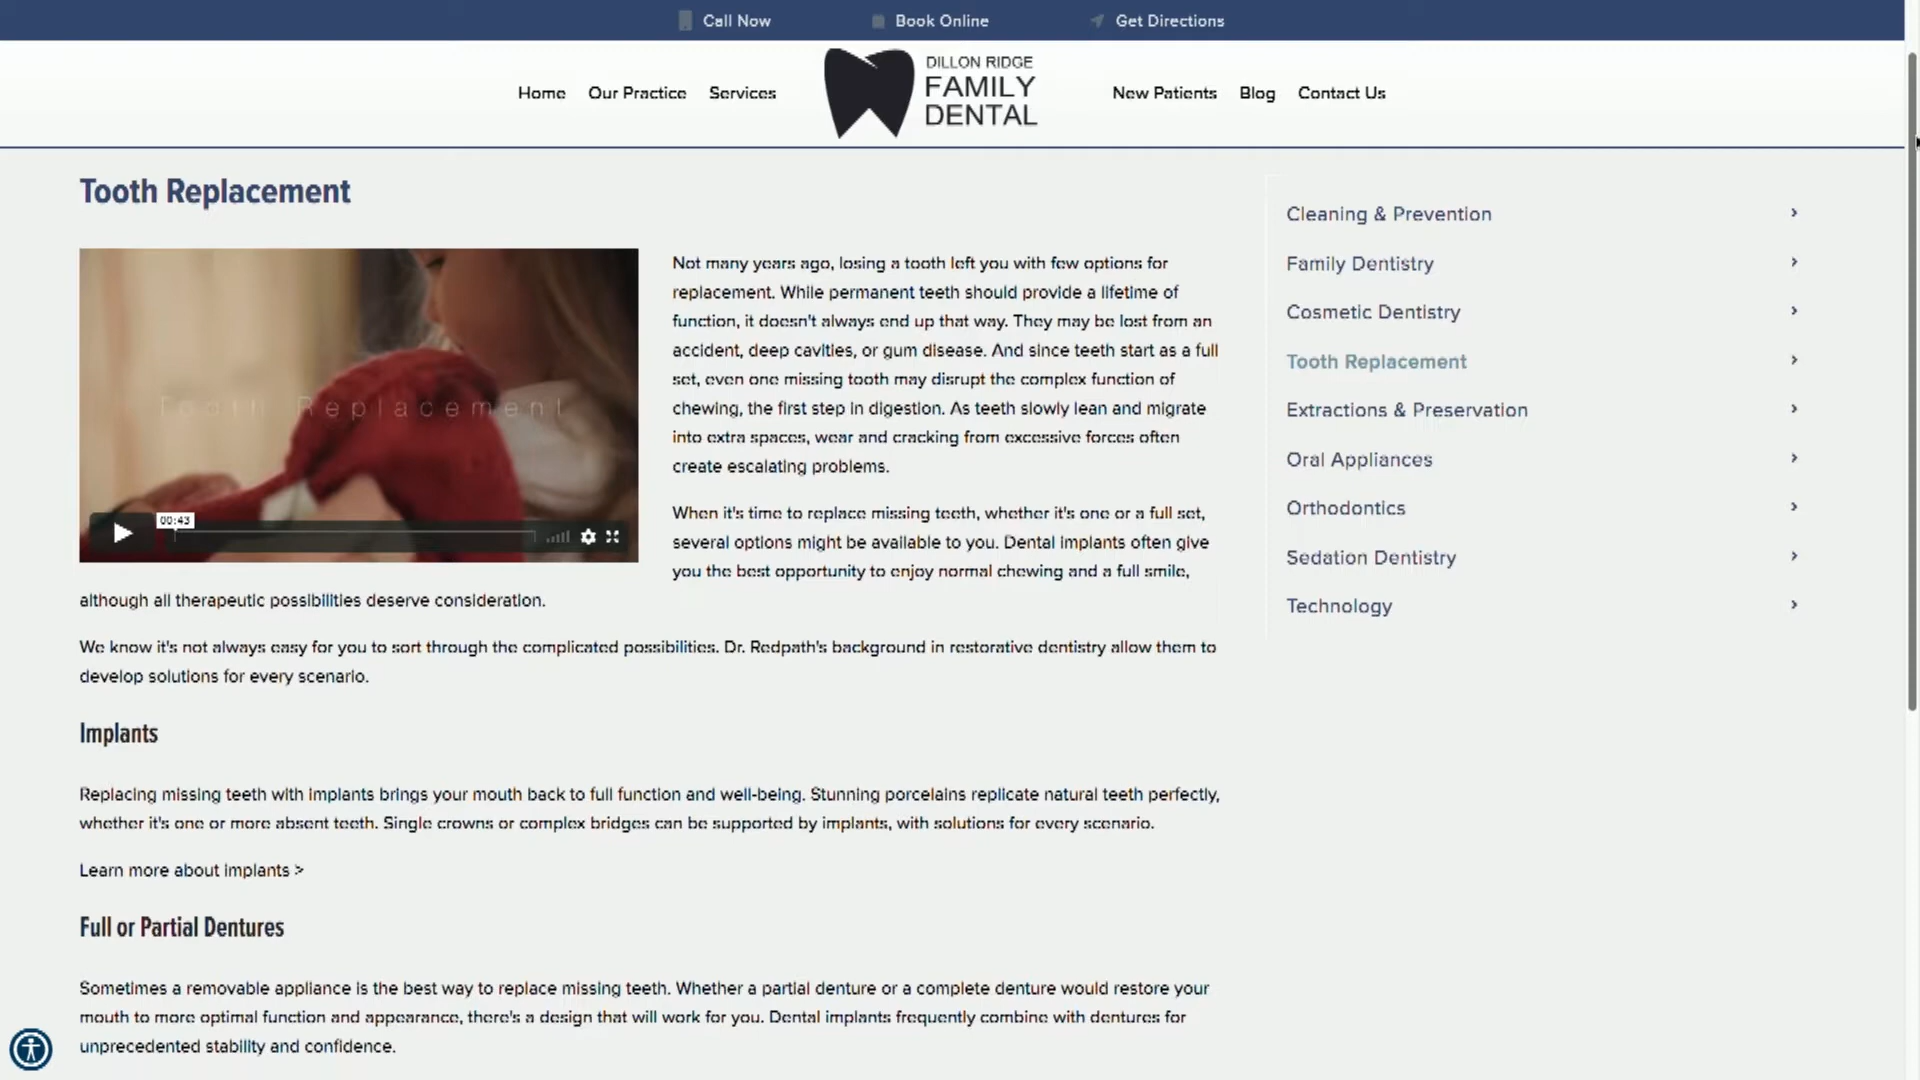 Call Now
Book Online
Get Directions
Home
Our Practice
Services
DILLON RIDGE
FAMILY
DENTAL
New Patients
Blog
Contact Us
Tooth Replacement
Tooth Replacement
00:43
Not many years ago, losing a tooth left you with few options for
replacement. While permanent teeth should provide a lifetime of
function, it doesn't always end up that way. They may be lost from an
accident, deep cavities, or gum disease. And since teeth start as a full
set, even one missing tooth may disrupt the complex function of
chewing, the first step in digestion. As teeth slowly lean and migrate
into extra spaces, wear and cracking from excessive forces often
create escalating problems.
When it's time to replace missing teeth, whether it's one or a full set,
several options might be available to you. Dental implants often give
you the best opportunity to enjoy normal chewing and a full smile,
although all therapeutic possibilities deserve consideration.
We know it's not always easy for you to sort through the complicated possibilities. Dr. Redpath's background in restorative dentistry allow them to
develop solutions for every scenario.
Implants
Replacing missing teeth with implants brings your mouth back to full function and well-being. Stunning porcelains replicate natural teeth perfectly,
whether it's one or more absent teeth. Single crowns or complex bridges can be supported by implants, with solutions for every scenario.
Learn more about implants >
Full or Partial Dentures
Sometimes a removable appliance is the best way to replace missing teeth. Whether a partial denture or a complete denture would restore your
mouth to more optimal function and appearance, there's a design that will work for you. Dental implants frequently combine with dentures for
unprecedented stability and confidence.
Cleaning & Prevention
Family Dentistry
Cosmetic Dentistry
Tooth Replacement
Extractions & Preservation
Oral Appliances
Orthodontics
Sedation Dentistry
Technology